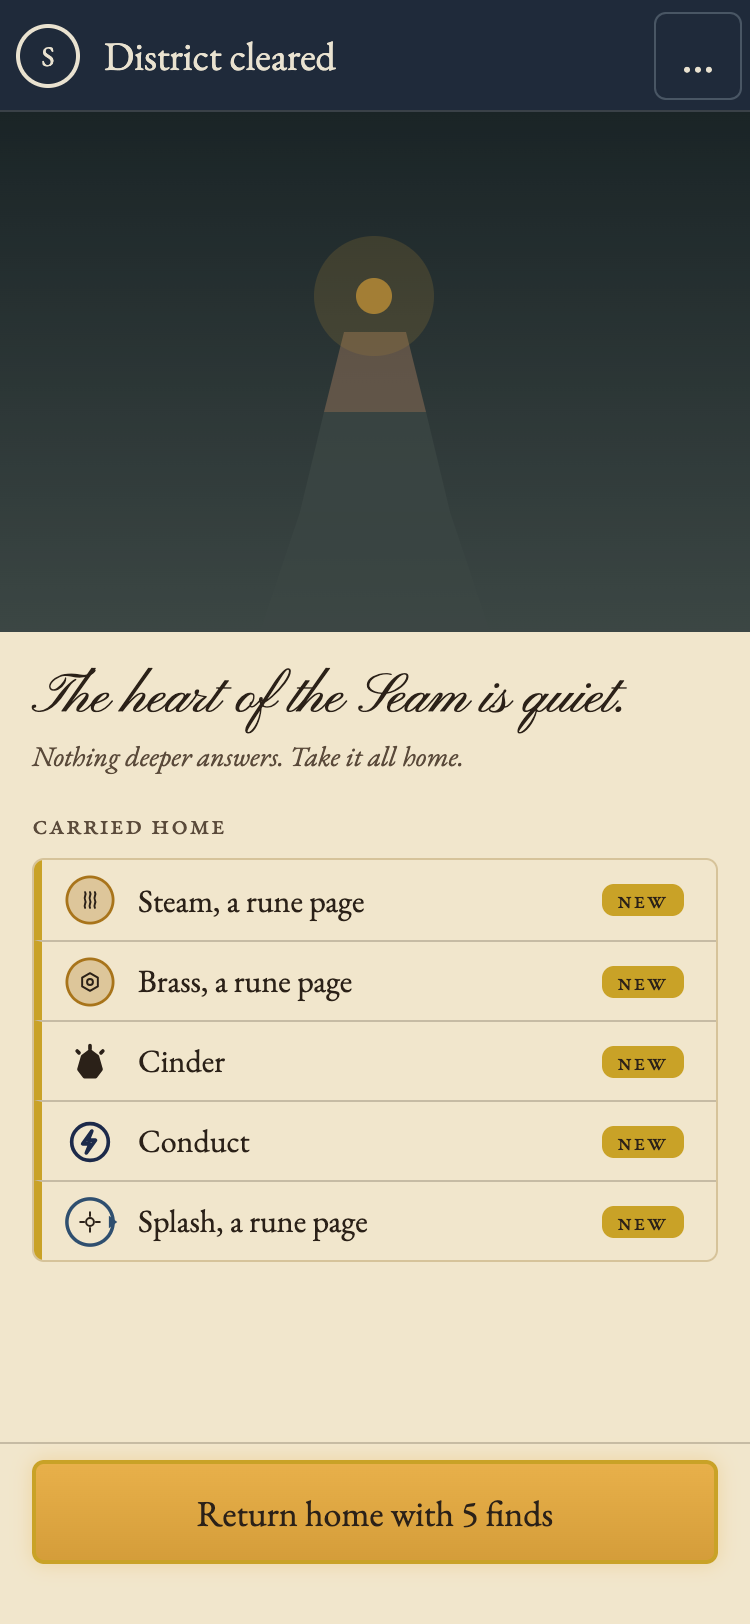 S
District cleared
...
The heart of the Seam is quiet.
Nothing deeper answers. Take it all home.
CARRIED HOME
Steam, a rune page
NEW
Brass, a rune page
NEW
Cinder
NEW
Conduct
NEW
Splash, a rune page
NEW
Return home with 5 finds